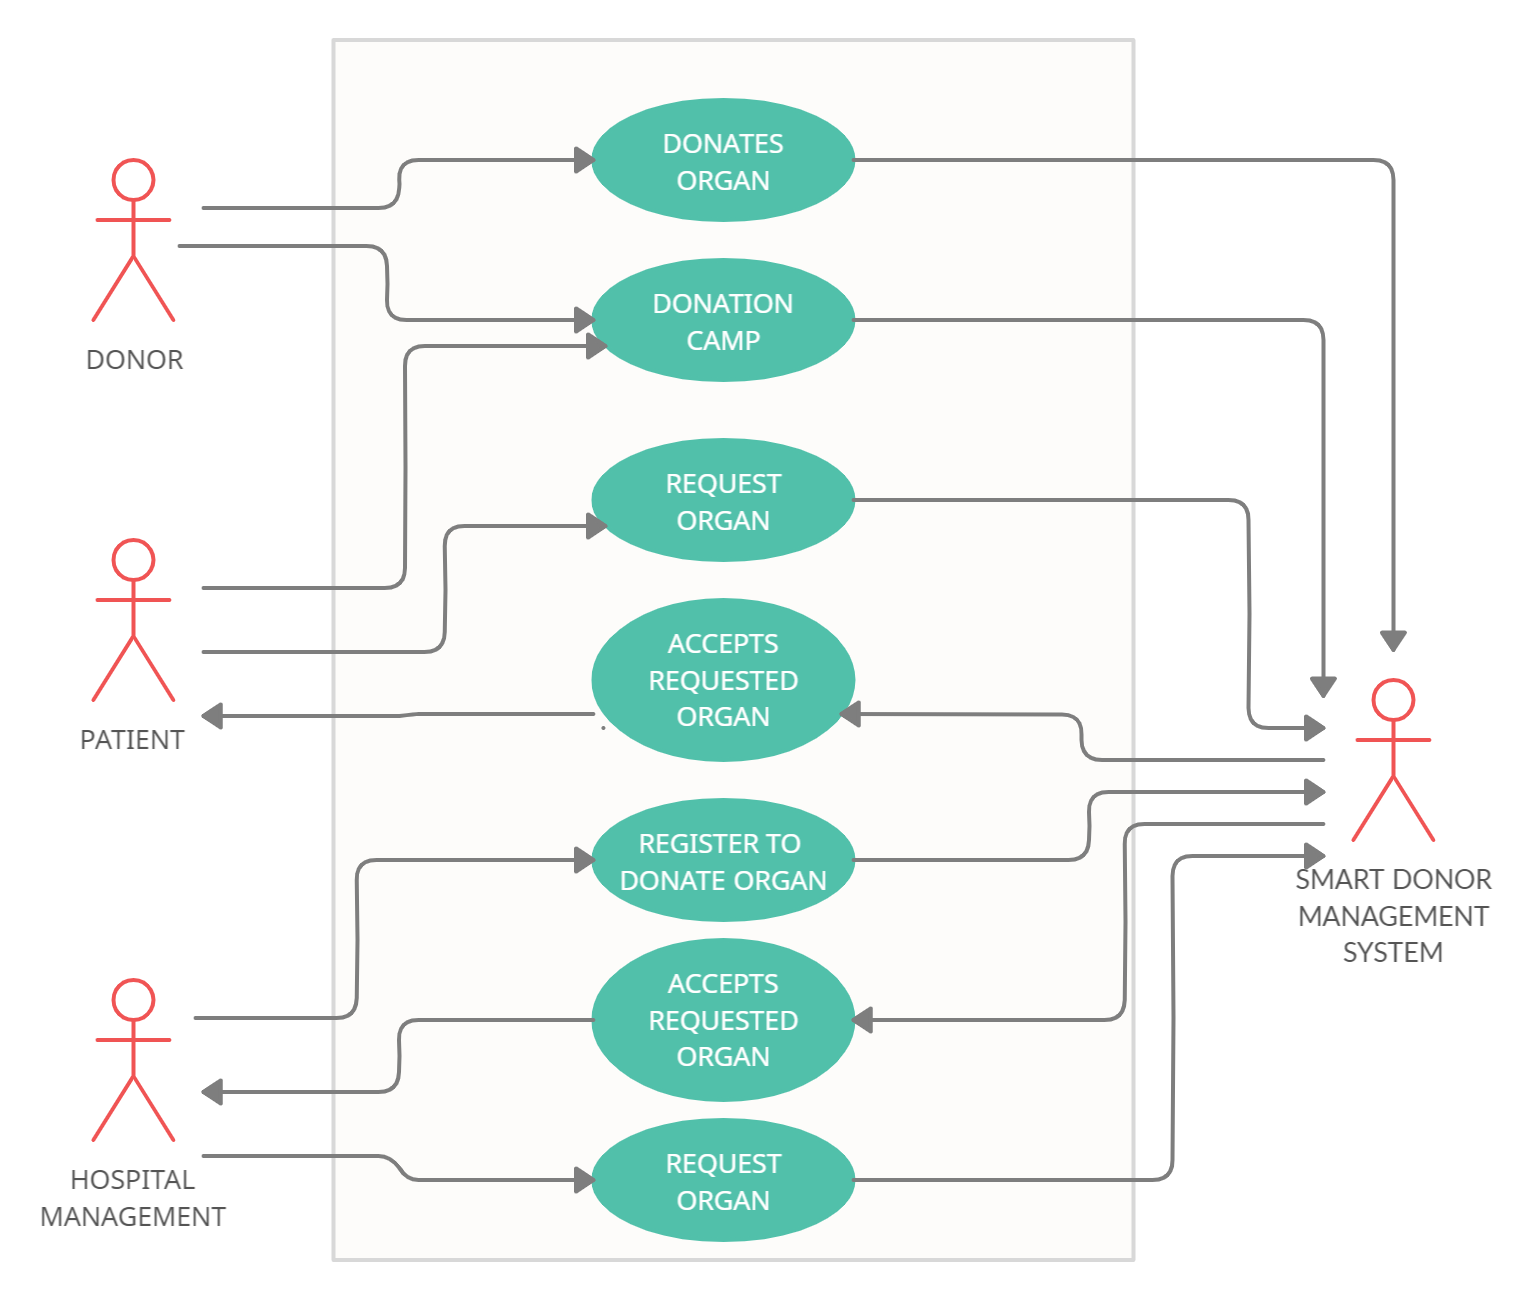 DONATES
ORGAN
DONATION
CAMP
DONOR
REQUEST
ORGAN
ACCEPTS
REQUESTED
ORGAN
PATIENT
REGISTER TO
DONATE ORGAN
SMART DONOR
MANAGEMENT
SYSTEM
ACCEPTS
REQUESTED
ORGAN
REQUEST
ORGAN
HOSPITAL
MANAGEMENT